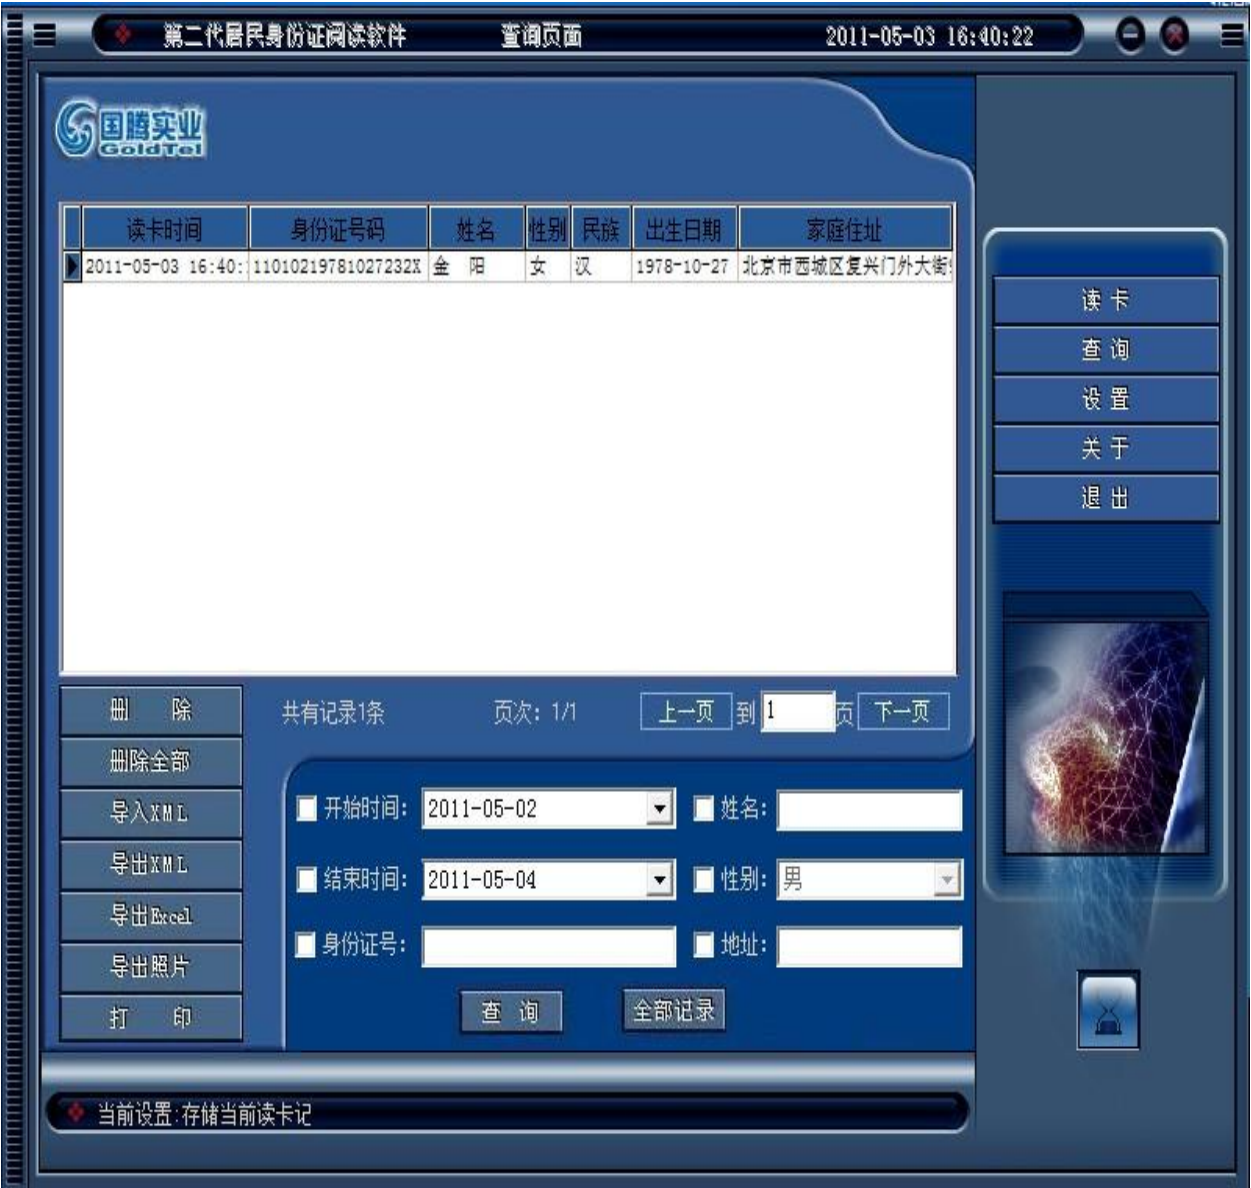 第二代居民身份证阅读软件 查询页面 2011-05-03 16:40:22
国腾实业
GoldTel
读卡时间 身份证号码 姓名 性别 民族 出生日期 家庭住址
2011-05-03 16:40: 11010219781027232X 金 阳 女 汉 1978-10-27 北京市西城区复兴门外大街
读卡
查询
设置
关于
退出
删 除 共有记录1条 页次: 1/1 上一页 到 1 页 下一页
删除全部
导入XML 开始时间: 2011-05-02 姓名:
导出XML 结束时间: 2011-05-04 性别: 男
导出Excel 身份证号: 地址:
导出照片
打 印 查 询 全部记录
当前设置:存储当前读卡记